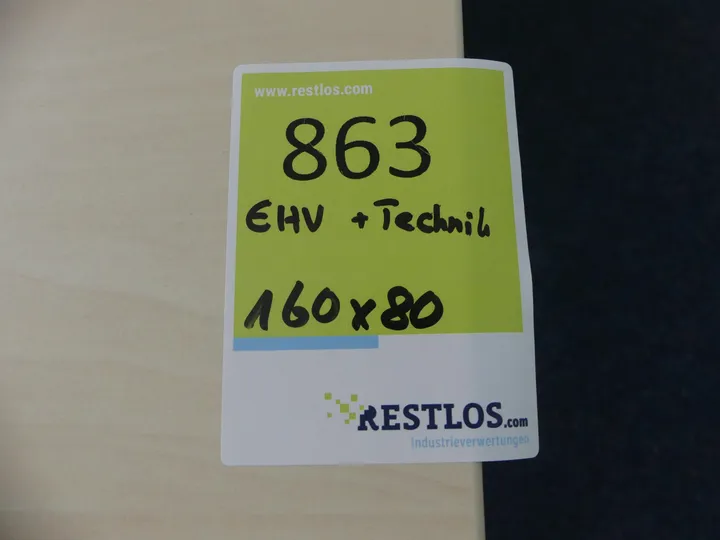 www.restlos.com
863
EHV + Technik
160x80
RESTLOS.com
Industrieverwertungen